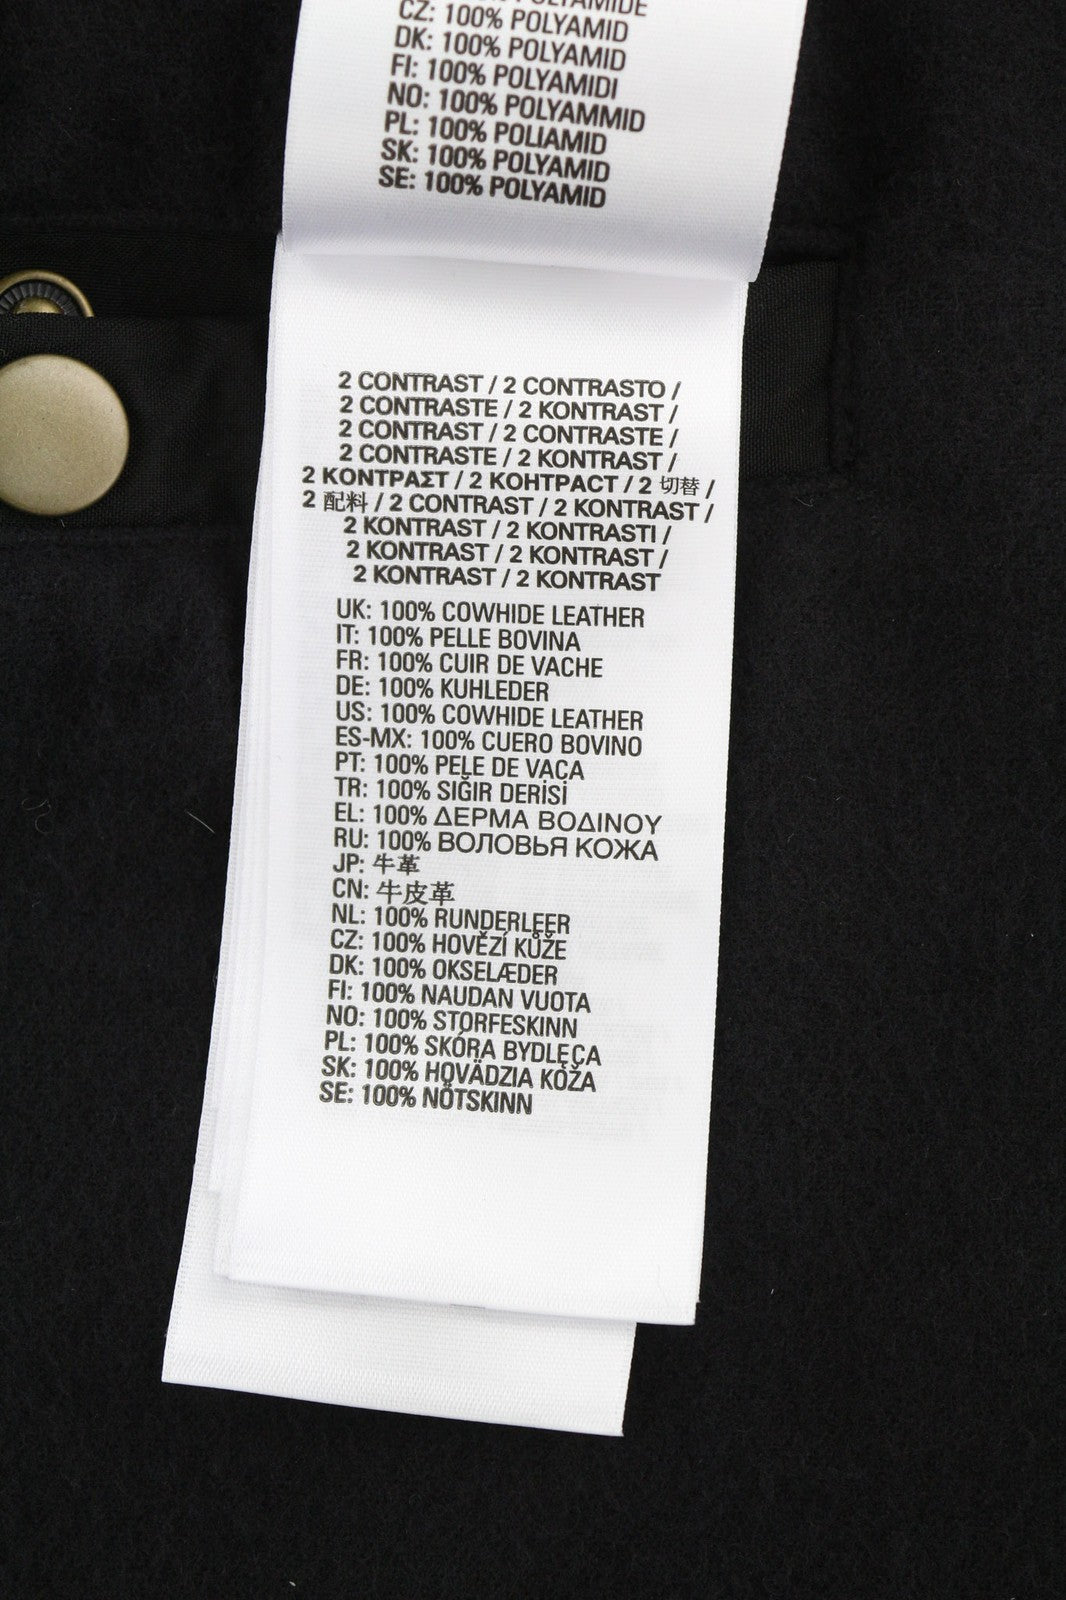 POLYAMIDE
CZ: 100% POLYAMID
DK: 100% POLYAMID
FI: 100% POLYAMIDI
NO: 100% POLYAMMID
PL: 100% POLIAMID
SK: 100% POLYAMID
SE: 100% POLYAMID
2 CONTRAST / 2 CONTRASTO /
2 CONTRASTE / 2 KONTRAST /
2 CONTRAST / 2 CONTRASTE /
2 CONTRASTE / 2 KONTRAST /
2 ΚΟΝΤΡΑΣΤ / 2 КОНТРАСТ / 2 切替 /
2 配料 / 2 CONTRAST / 2 KONTRAST /
2 KONTRAST / 2 KONTRASTI /
2 KONTRAST / 2 KONTRAST /
2 KONTRAST / 2 KONTRAST
UK: 100% COWHIDE LEATHER
IT: 100% PELLE BOVINA
FR: 100% CUIR DE VACHE
DE: 100% KUHLEDER
US: 100% COWHIDE LEATHER
ES-MX: 100% CUERO BOVINO
PT: 100% PELE DE VACA
TR: 100% SIĞIR DERİSİ
EL: 100% ΔΕΡΜΑ ΒΟΔΙΝΟΥ
RU: 100% ВОЛОВЬЯ КОЖА
JP: 牛革
CN: 牛皮革
NL: 100% RUNDERLEER
CZ: 100% HOVĚZÍ KŮŽE
DK: 100% OKSELÆDER
FI: 100% NAUDAN VUOTA
NO: 100% STORFESKINN
PL: 100% SKÓRA BYDLĘCA
SK: 100% HOVÄDZIA KOŽA
SE: 100% NÖTSKINN